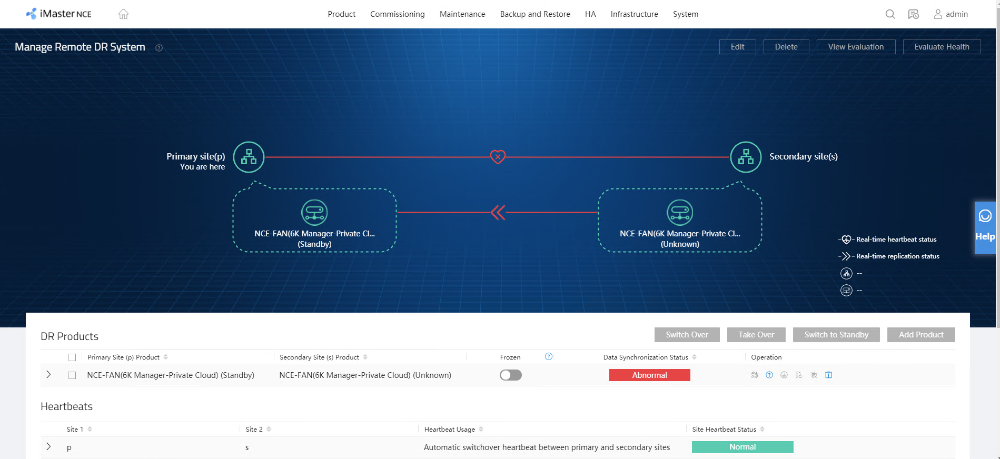 iMaster NCE
Product Commissioning Maintenance Backup and Restore HA Infrastructure System
admin
Manage Remote DR System ?
Edit Delete View Evaluation Evaluate Health
Primary site(p)
You are here
Secondary site(s)
NCE-FAN(6K Manager-Private Cl...
(Standby)
NCE-FAN(6K Manager-Private Cl...
(Unknown)
Help
Real-time heartbeat status
Real-time replication status
--
--
DR Products
Switch Over Take Over Switch to Standby Add Product
Primary Site (p) Product Secondary Site (s) Product Frozen ? Data Synchronization Status Operation
NCE-FAN(6K Manager-Private Cloud) (Standby) NCE-FAN(6K Manager-Private Cloud) (Unknown) Abnormal
Heartbeats
Site 1 Site 2 Heartbeat Usage Site Heartbeat Status
p s Automatic switchover heartbeat between primary and secondary sites Normal